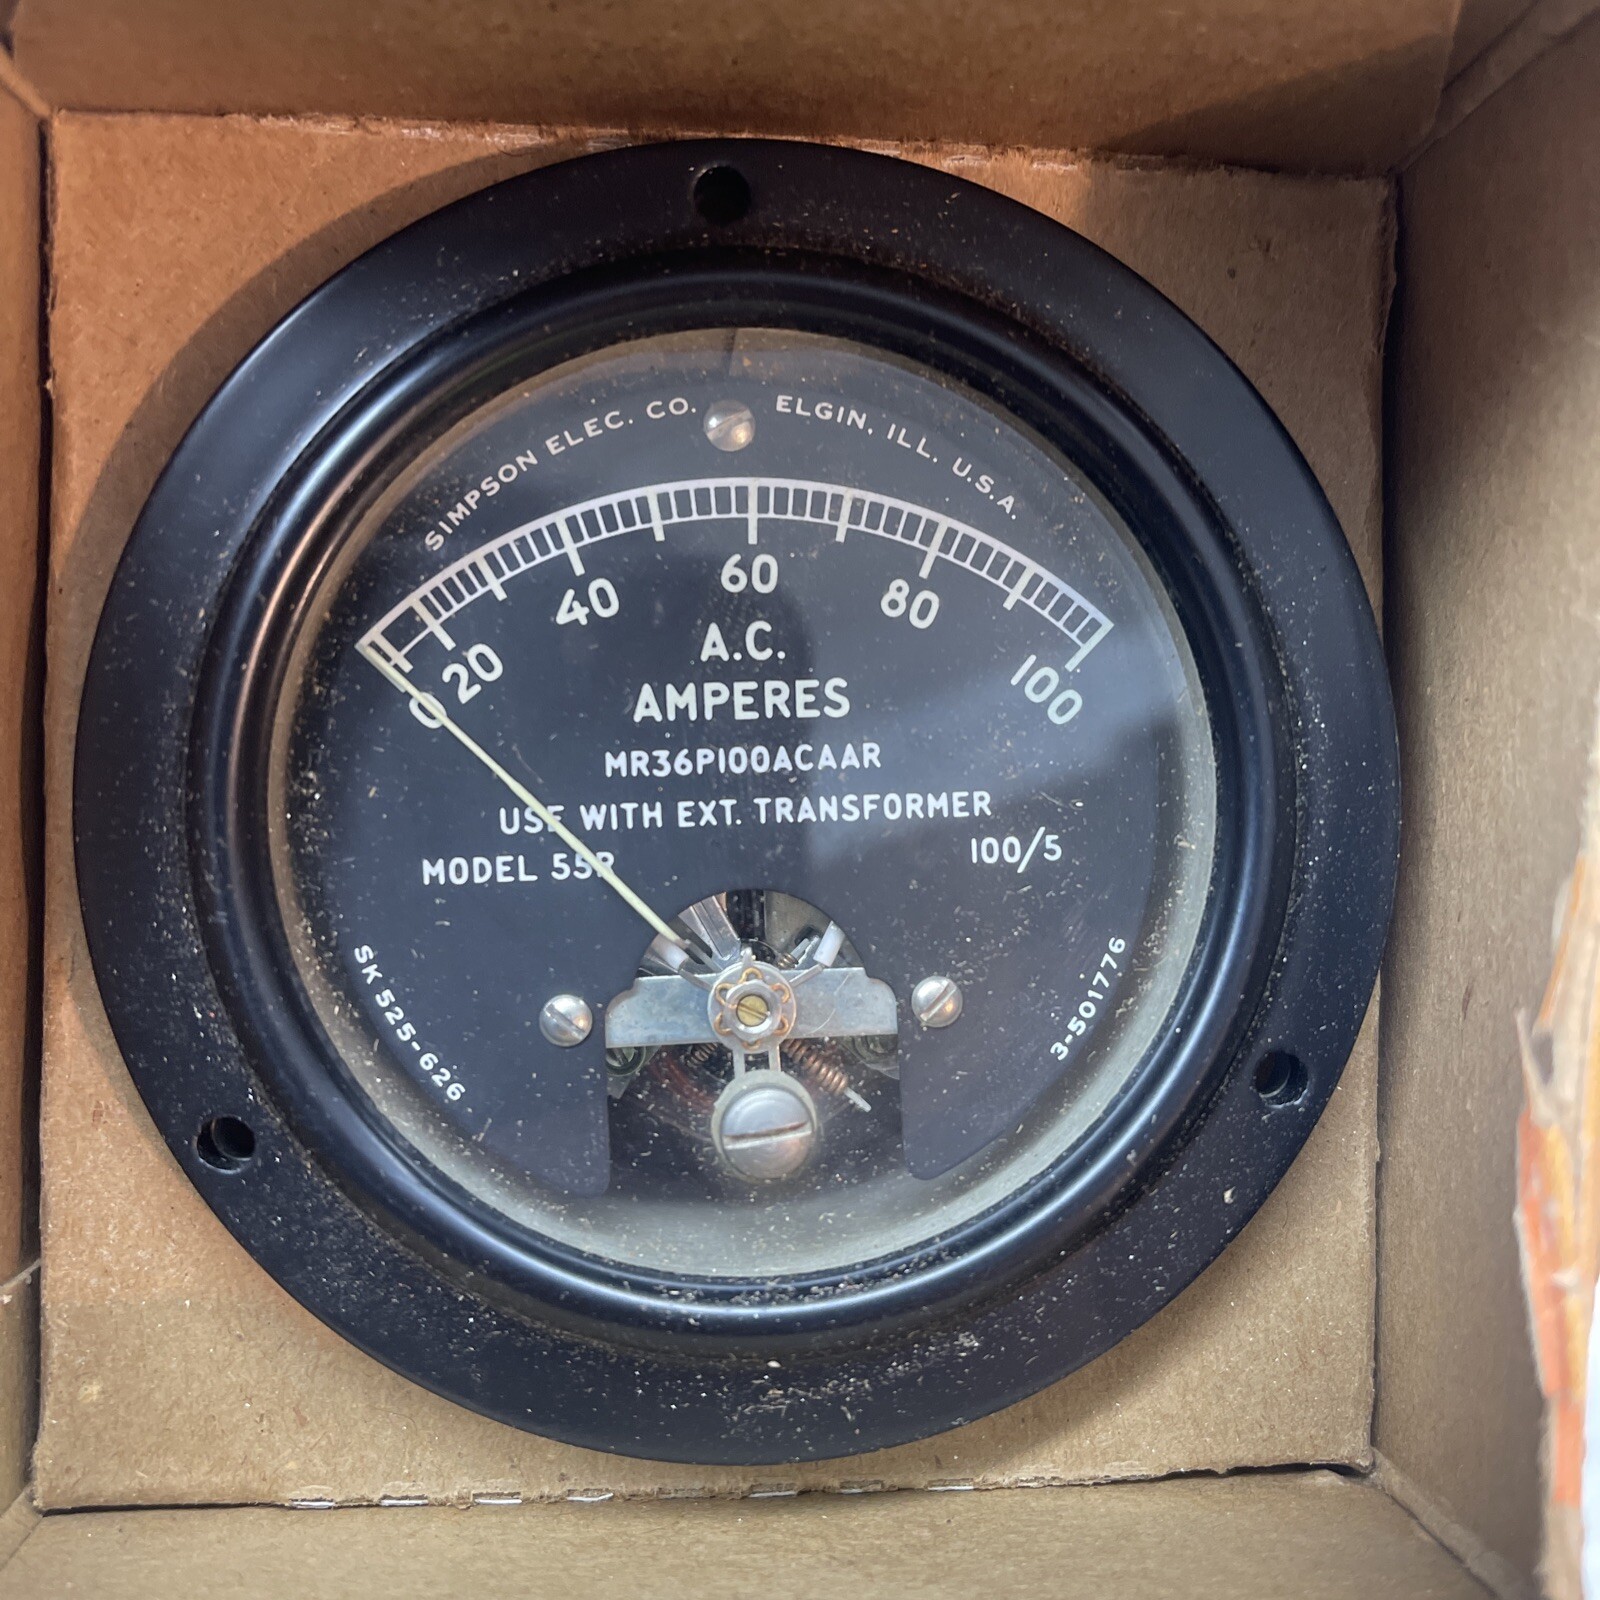 SIMPSON ELEC. CO. ELGIN, ILL. U.S.A.
0 20 40 60 80 100
A.C.
AMPERES
MR36P100ACAAR
USE WITH EXT. TRANSFORMER
100/5
MODEL 55R
SK 525-626
3-501776